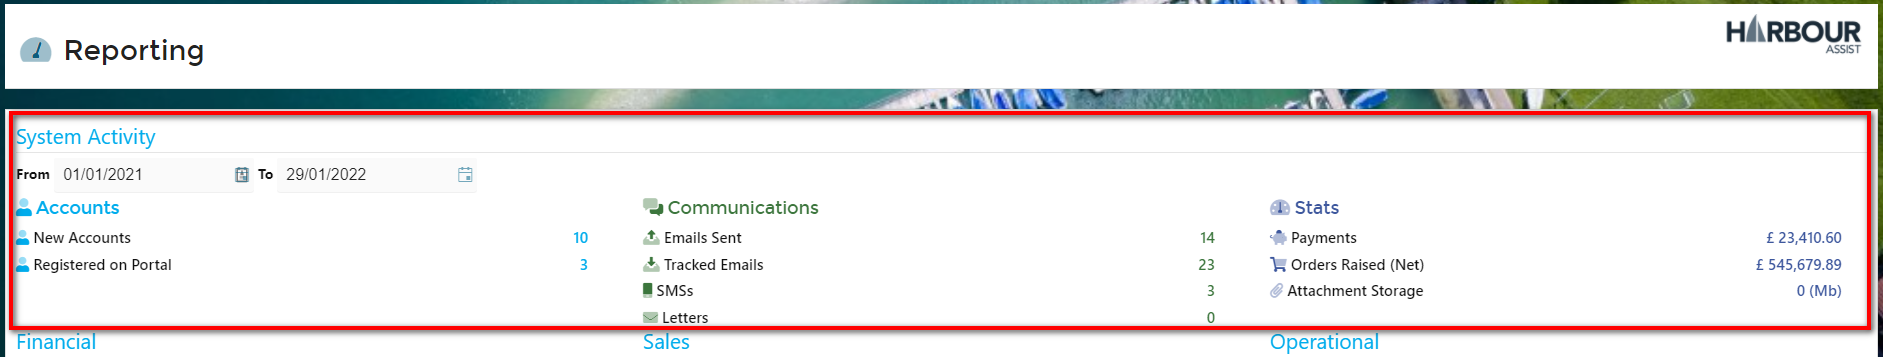 Reporting
HARBOUR
ASSIST
System Activity
From 01/01/2021 To 29/01/2022
Accounts
New Accounts 10
Registered on Portal 3
Communications
Emails Sent 14
Tracked Emails 23
SMSs 3
Letters 0
Stats
Payments £ 23,410.60
Orders Raised (Net) £ 545,679.89
Attachment Storage 0 (Mb)
Financial
Sales
Operational